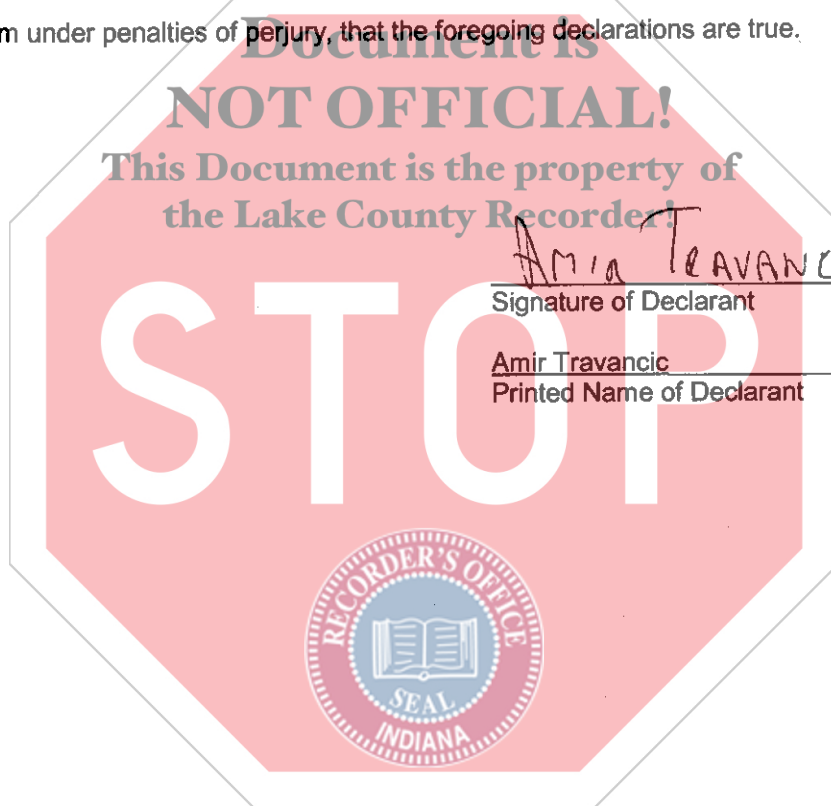 m under penalties of perjury, that the foregoing declarations are true.
Document is
NOT OFFICIAL!
This Document is the property of
the Lake County Recorder!
Amir TRAVANC
Signature of Declarant
Amir Travancic
Printed Name of Declarant
STOP
RECORDER'S OFFICE
SEAL
INDIANA